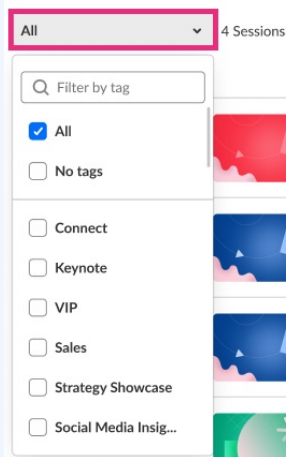 All
4 Sessions
Filter by tag
All
No tags
Connect
Keynote
VIP
Sales
Strategy Showcase
Social Media Insig...